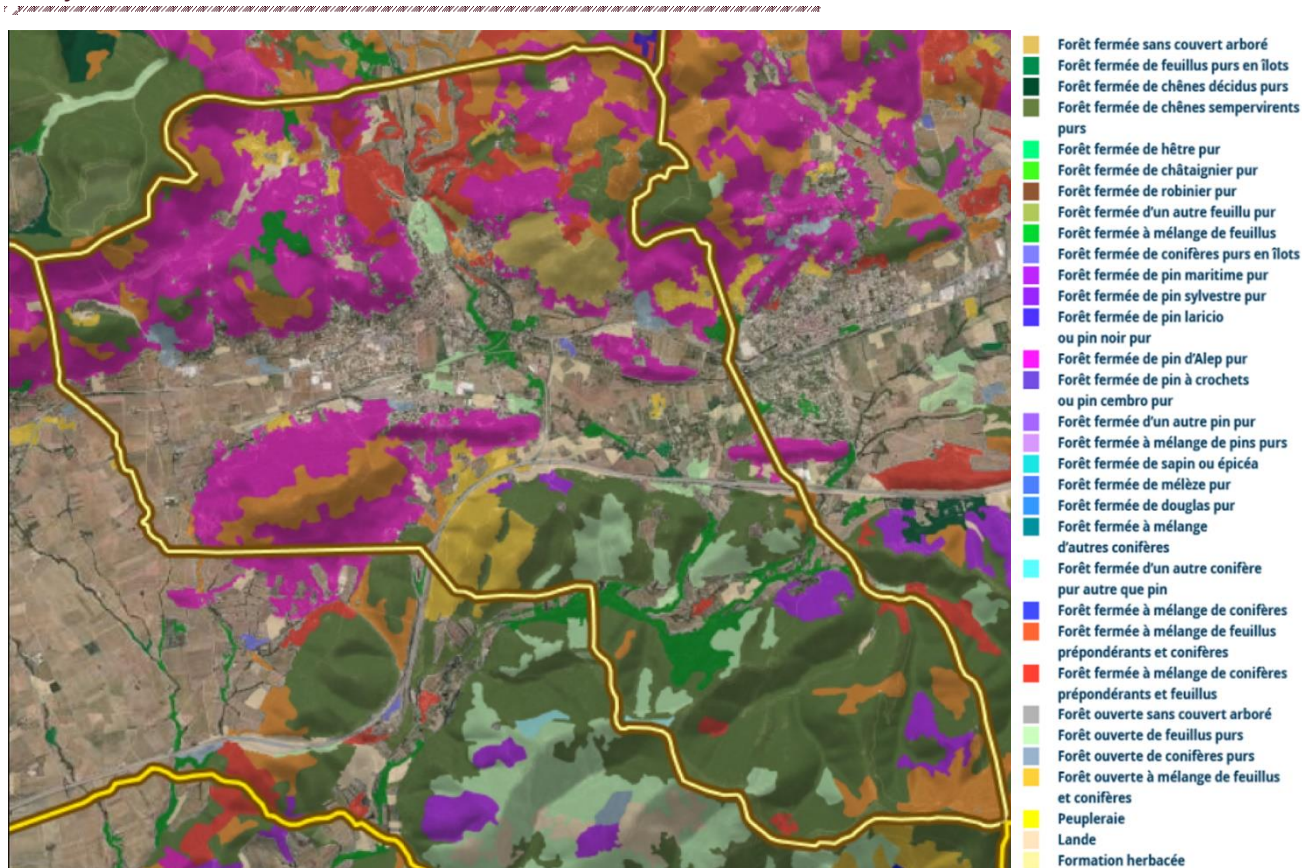 Forêt fermée sans couvert arboré
Forêt fermée de feuillus purs en îlots
Forêt fermée de chênes décidus purs
Forêt fermée de chênes sempervirents
purs
Forêt fermée de hêtre pur
Forêt fermée de châtaignier pur
Forêt fermée de robinier pur
Forêt fermée d'un autre feuillu pur
Forêt fermée à mélange de feuillus
Forêt fermée de conifères purs en îlots
Forêt fermée de pin maritime pur
Forêt fermée de pin sylvestre pur
Forêt fermée de pin laricio
ou pin noir pur
Forêt fermée de pin d'Alep pur
Forêt fermée de pin à crochets
ou pin cembro pur
Forêt fermée d'un autre pin pur
Forêt fermée à mélange de pins purs
Forêt fermée de sapin ou épicéa
Forêt fermée de mélèze pur
Forêt fermée de douglas pur
Forêt fermée à mélange
d'autres conifères
Forêt fermée d'un autre conifère
pur autre que pin
Forêt fermée à mélange de conifères
Forêt fermée à mélange de feuillus
prépondérants et conifères
Forêt fermée à mélange de conifères
prépondérants et feuillus
Forêt ouverte sans couvert arboré
Forêt ouverte de feuillus purs
Forêt ouverte de conifères purs
Forêt ouverte à mélange de feuillus
et conifères
Peupleraie
Lande
Formation herbacée